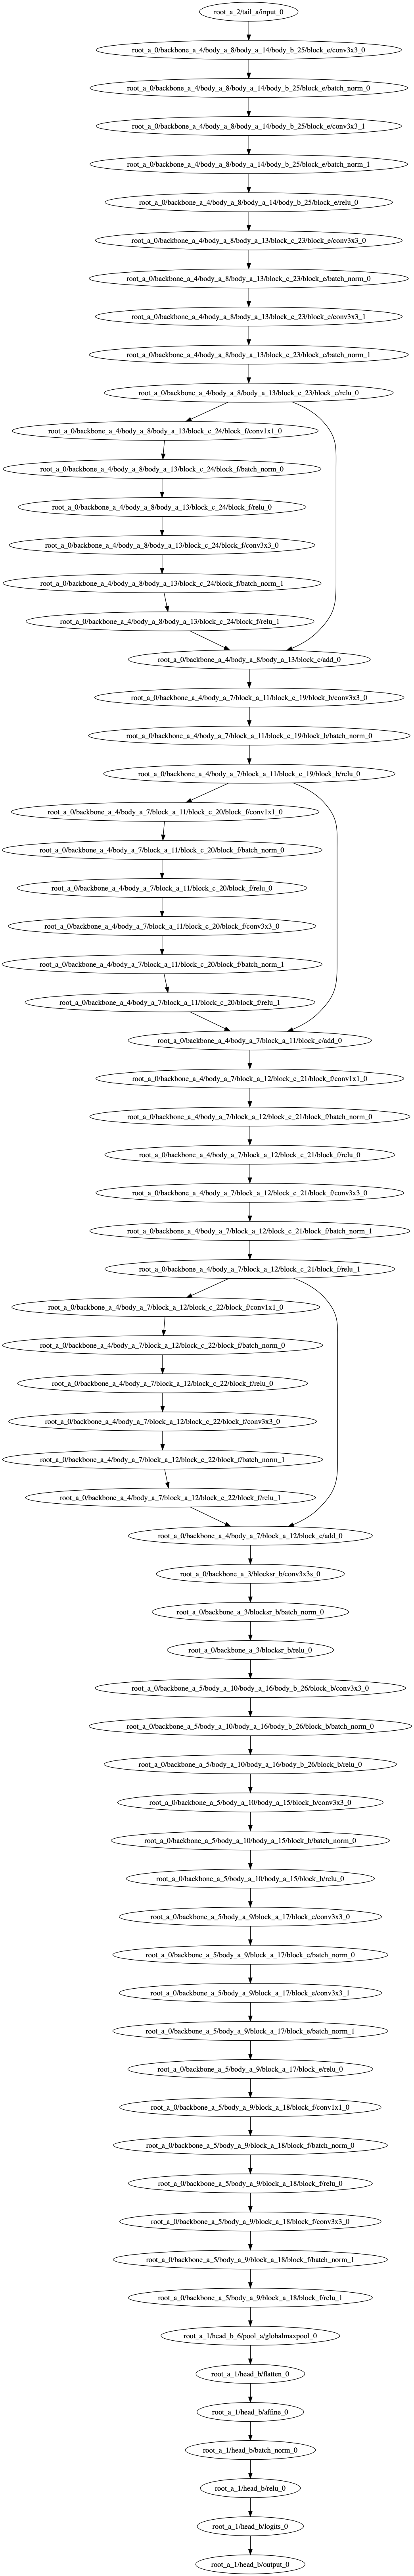 root_a_2/tail_a/input_0
root_a_0/backbone_a_4/body_a_8/body_a_14/body_b_25/block_e/conv3x3_0
root_a_0/backbone_a_4/body_a_8/body_a_14/body_b_25/block_e/batch_norm_0
root_a_0/backbone_a_4/body_a_8/body_a_14/body_b_25/block_e/conv3x3_1
root_a_0/backbone_a_4/body_a_8/body_a_14/body_b_25/block_e/batch_norm_1
root_a_0/backbone_a_4/body_a_8/body_a_14/body_b_25/block_e/relu_0
root_a_0/backbone_a_4/body_a_8/body_a_13/block_c_23/block_e/conv3x3_0
root_a_0/backbone_a_4/body_a_8/body_a_13/block_c_23/block_e/batch_norm_0
root_a_0/backbone_a_4/body_a_8/body_a_13/block_c_23/block_e/conv3x3_1
root_a_0/backbone_a_4/body_a_8/body_a_13/block_c_23/block_e/batch_norm_1
root_a_0/backbone_a_4/body_a_8/body_a_13/block_c_23/block_e/relu_0
root_a_0/backbone_a_4/body_a_8/body_a_13/block_c_24/block_f/conv1x1_0
root_a_0/backbone_a_4/body_a_8/body_a_13/block_c_24/block_f/batch_norm_0
root_a_0/backbone_a_4/body_a_8/body_a_13/block_c_24/block_f/relu_0
root_a_0/backbone_a_4/body_a_8/body_a_13/block_c_24/block_f/conv3x3_0
root_a_0/backbone_a_4/body_a_8/body_a_13/block_c_24/block_f/batch_norm_1
root_a_0/backbone_a_4/body_a_8/body_a_13/block_c_24/block_f/relu_1
root_a_0/backbone_a_4/body_a_8/body_a_13/block_c/add_0
root_a_0/backbone_a_4/body_a_7/block_a_11/block_c_19/block_b/conv3x3_0
root_a_0/backbone_a_4/body_a_7/block_a_11/block_c_19/block_b/batch_norm_0
root_a_0/backbone_a_4/body_a_7/block_a_11/block_c_19/block_b/relu_0
root_a_0/backbone_a_4/body_a_7/block_a_11/block_c_20/block_f/conv1x1_0
root_a_0/backbone_a_4/body_a_7/block_a_11/block_c_20/block_f/batch_norm_0
root_a_0/backbone_a_4/body_a_7/block_a_11/block_c_20/block_f/relu_0
root_a_0/backbone_a_4/body_a_7/block_a_11/block_c_20/block_f/conv3x3_0
root_a_0/backbone_a_4/body_a_7/block_a_11/block_c_20/block_f/batch_norm_1
root_a_0/backbone_a_4/body_a_7/block_a_11/block_c_20/block_f/relu_1
root_a_0/backbone_a_4/body_a_7/block_a_11/block_c/add_0
root_a_0/backbone_a_4/body_a_7/block_a_12/block_c_21/block_f/conv1x1_0
root_a_0/backbone_a_4/body_a_7/block_a_12/block_c_21/block_f/batch_norm_0
root_a_0/backbone_a_4/body_a_7/block_a_12/block_c_21/block_f/relu_0
root_a_0/backbone_a_4/body_a_7/block_a_12/block_c_21/block_f/conv3x3_0
root_a_0/backbone_a_4/body_a_7/block_a_12/block_c_21/block_f/batch_norm_1
root_a_0/backbone_a_4/body_a_7/block_a_12/block_c_21/block_f/relu_1
root_a_0/backbone_a_4/body_a_7/block_a_12/block_c_22/block_f/conv1x1_0
root_a_0/backbone_a_4/body_a_7/block_a_12/block_c_22/block_f/batch_norm_0
root_a_0/backbone_a_4/body_a_7/block_a_12/block_c_22/block_f/relu_0
root_a_0/backbone_a_4/body_a_7/block_a_12/block_c_22/block_f/conv3x3_0
root_a_0/backbone_a_4/body_a_7/block_a_12/block_c_22/block_f/batch_norm_1
root_a_0/backbone_a_4/body_a_7/block_a_12/block_c_22/block_f/relu_1
root_a_0/backbone_a_4/body_a_7/block_a_12/block_c/add_0
root_a_0/backbone_a_3/blocksr_b/conv3x3s_0
root_a_0/backbone_a_3/blocksr_b/batch_norm_0
root_a_0/backbone_a_3/blocksr_b/relu_0
root_a_0/backbone_a_5/body_a_10/body_a_16/body_b_26/block_b/conv3x3_0
root_a_0/backbone_a_5/body_a_10/body_a_16/body_b_26/block_b/batch_norm_0
root_a_0/backbone_a_5/body_a_10/body_a_16/body_b_26/block_b/relu_0
root_a_0/backbone_a_5/body_a_10/body_a_15/block_b/conv3x3_0
root_a_0/backbone_a_5/body_a_10/body_a_15/block_b/batch_norm_0
root_a_0/backbone_a_5/body_a_10/body_a_15/block_b/relu_0
root_a_0/backbone_a_5/body_a_9/block_a_17/block_e/conv3x3_0
root_a_0/backbone_a_5/body_a_9/block_a_17/block_e/batch_norm_0
root_a_0/backbone_a_5/body_a_9/block_a_17/block_e/conv3x3_1
root_a_0/backbone_a_5/body_a_9/block_a_17/block_e/batch_norm_1
root_a_0/backbone_a_5/body_a_9/block_a_17/block_e/relu_0
root_a_0/backbone_a_5/body_a_9/block_a_18/block_f/conv1x1_0
root_a_0/backbone_a_5/body_a_9/block_a_18/block_f/batch_norm_0
root_a_0/backbone_a_5/body_a_9/block_a_18/block_f/relu_0
root_a_0/backbone_a_5/body_a_9/block_a_18/block_f/conv3x3_0
root_a_0/backbone_a_5/body_a_9/block_a_18/block_f/batch_norm_1
root_a_0/backbone_a_5/body_a_9/block_a_18/block_f/relu_1
root_a_1/head_b_6/pool_a/globalmaxpool_0
root_a_1/head_b/flatten_0
root_a_1/head_b/affine_0
root_a_1/head_b/batch_norm_0
root_a_1/head_b/relu_0
root_a_1/head_b/logits_0
root_a_1/head_b/output_0